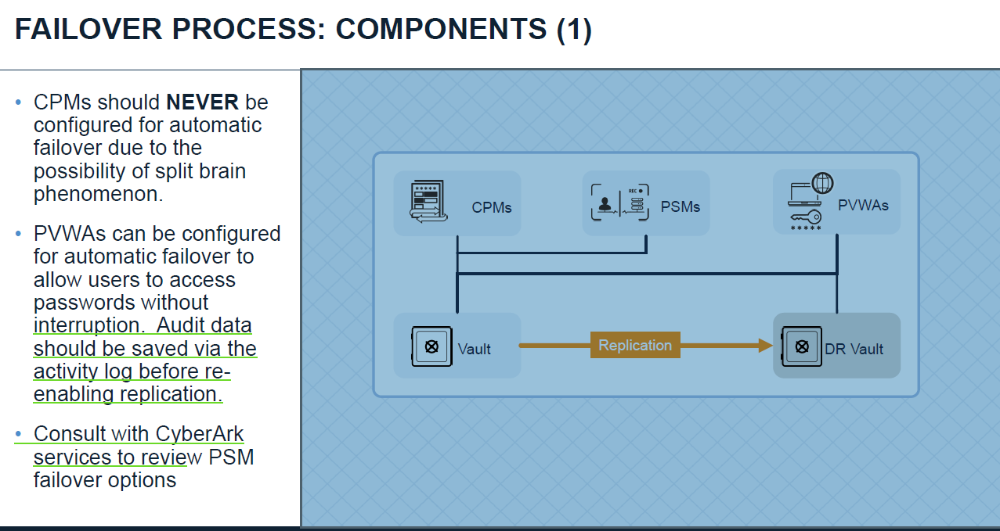 FAILOVER PROCESS: COMPONENTS (1)
• CPMs should NEVER be
configured for automatic
failover due to the
possibility of split brain
phenomenon.
• PVWAs can be configured
for automatic failover to
allow users to access
passwords without
interruption.  Audit data
should be saved via the
activity log before re-
enabling replication.
• Consult with CyberArk
services to review PSM
failover options
*****
CPMs
REC
PSMs
PVWAs
*****
Vault
Replication
DR Vault